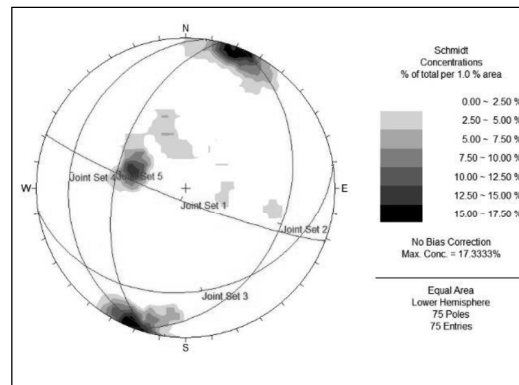 N
W
E
S
Joint Set 4
Set 5
Joint Set 1
Joint Set 2
Joint Set 3
Schmidt
Concentrations
% of total per 1.0 % area
0.00 ~ 2.50 %
2.50 ~ 5.00 %
5.00 ~ 7.50 %
7.50 ~ 10.00 %
10.00 ~ 12.50 %
12.50 ~ 15.00 %
15.00 ~ 17.50 %
No Bias Correction
Max. Conc. = 17.3333%
Equal Area
Lower Hemisphere
75 Poles
75 Entries